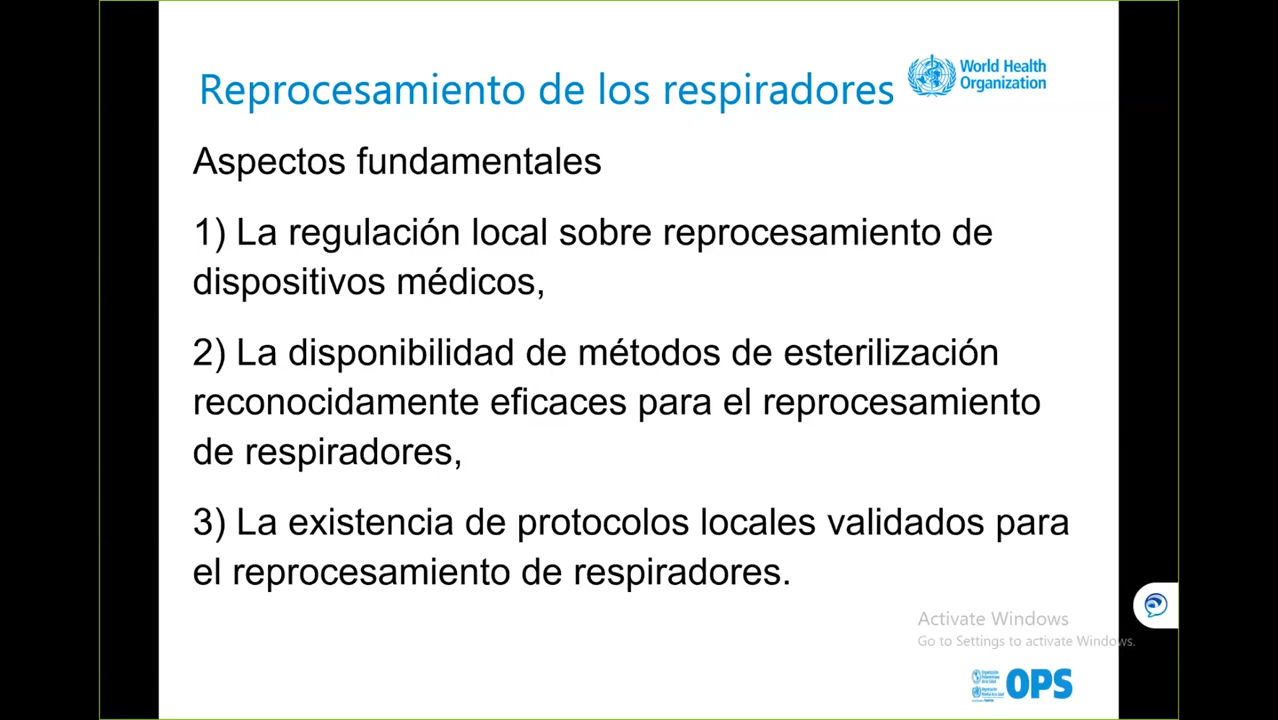 Reprocesamiento de los respiradores
World Health
Organization
Aspectos fundamentales
1) La regulación local sobre reprocesamiento de
dispositivos médicos,
2) La disponibilidad de métodos de esterilización
reconocidamente eficaces para el reprocesamiento
de respiradores,
3) La existencia de protocolos locales validados para
el reprocesamiento de respiradores.
Activate Windows
Go to Settings to activate Windows.
OPS